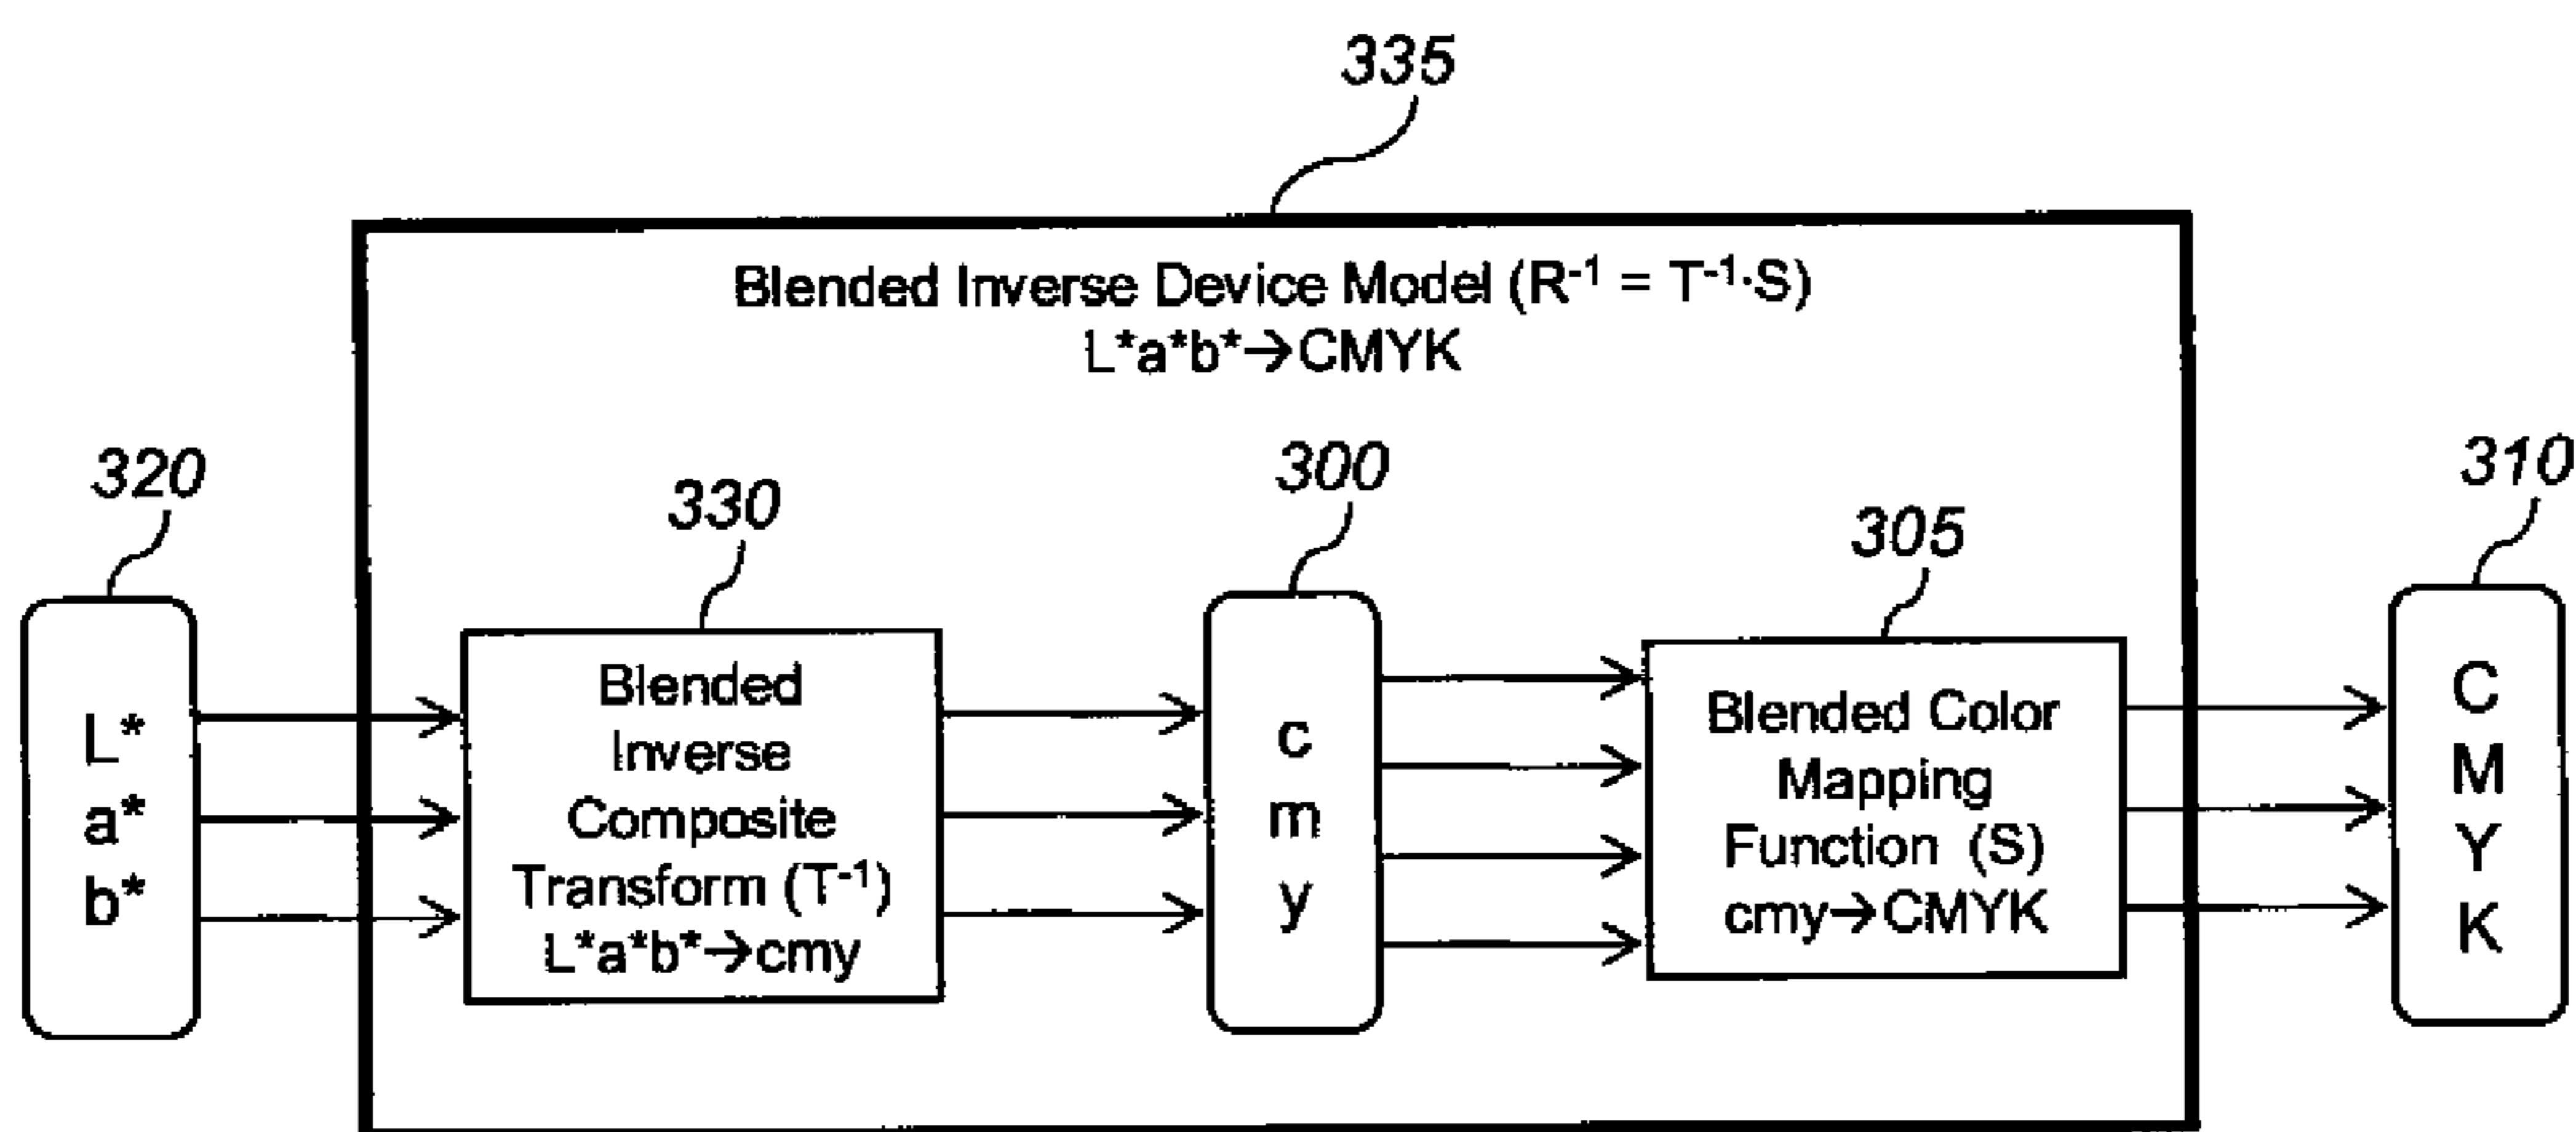 335
Blended Inverse Device Model (R⁻¹ = T⁻¹·S)
L*a*b*→CMYK
320
330
300
305
310
L*
a*
b*
Blended
Inverse
Composite
Transform (T⁻¹)
L*a*b*→cmy
c
m
y
Blended Color
Mapping
Function (S)
cmy→CMYK
C
M
Y
K